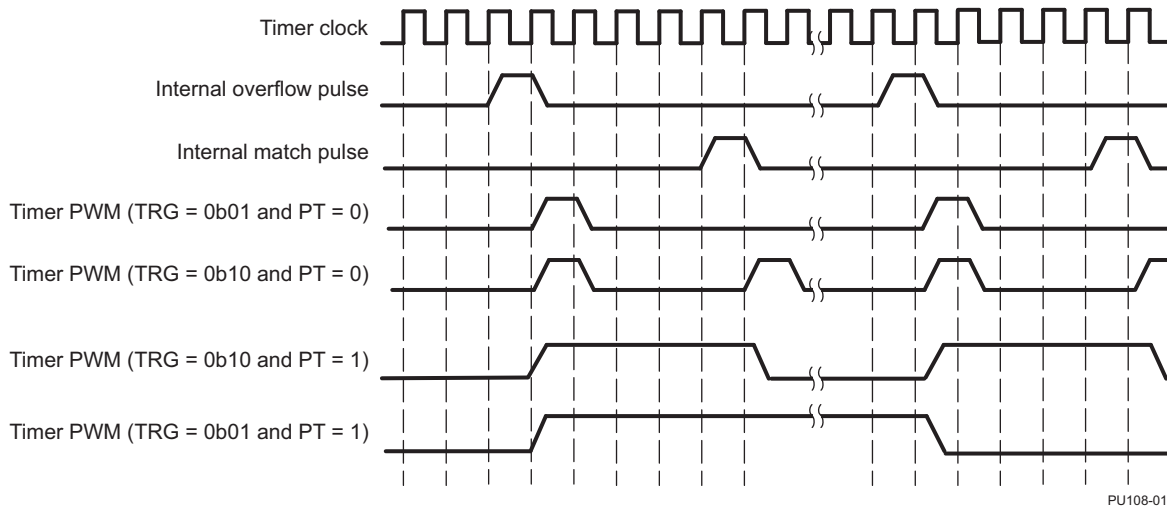 Timer clock
Internal overflow pulse
Internal match pulse
Timer PWM (TRG = 0b01 and PT = 0)
Timer PWM (TRG = 0b10 and PT = 0)
Timer PWM (TRG = 0b10 and PT = 1)
Timer PWM (TRG = 0b01 and PT = 1)
PU108-01